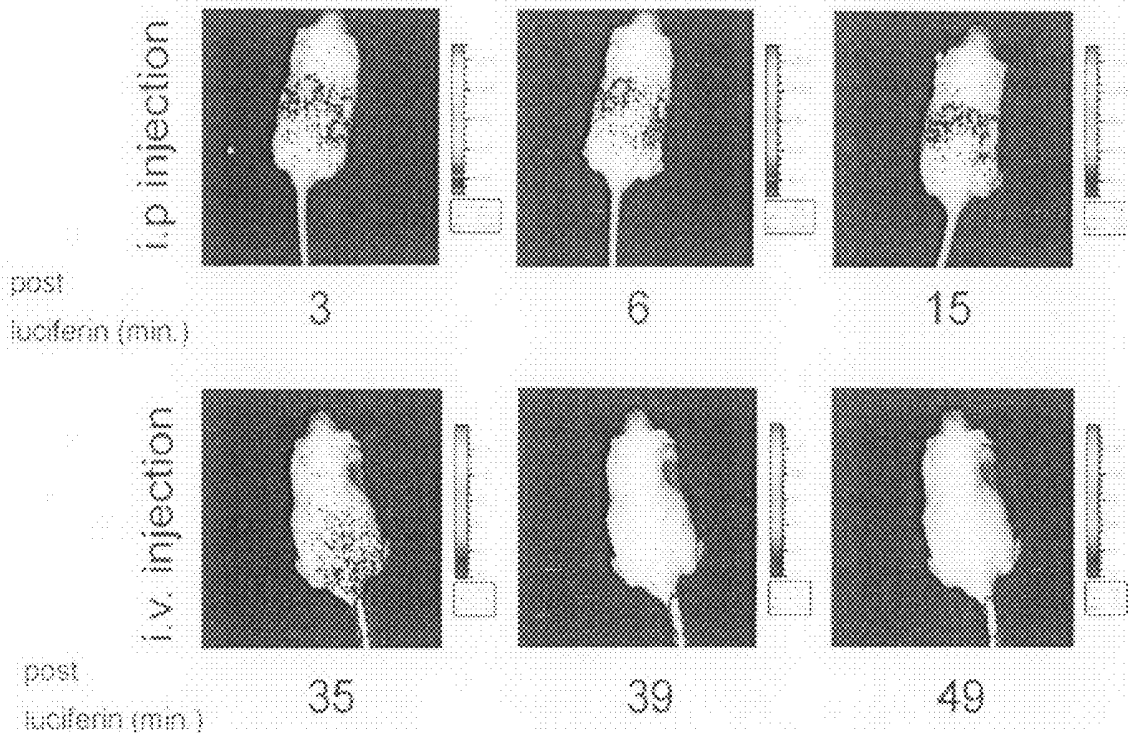 i.p injection
post
luciferin (min.)
3 6 15
i.v. injection
post
luciferin (min.)
35 39 49